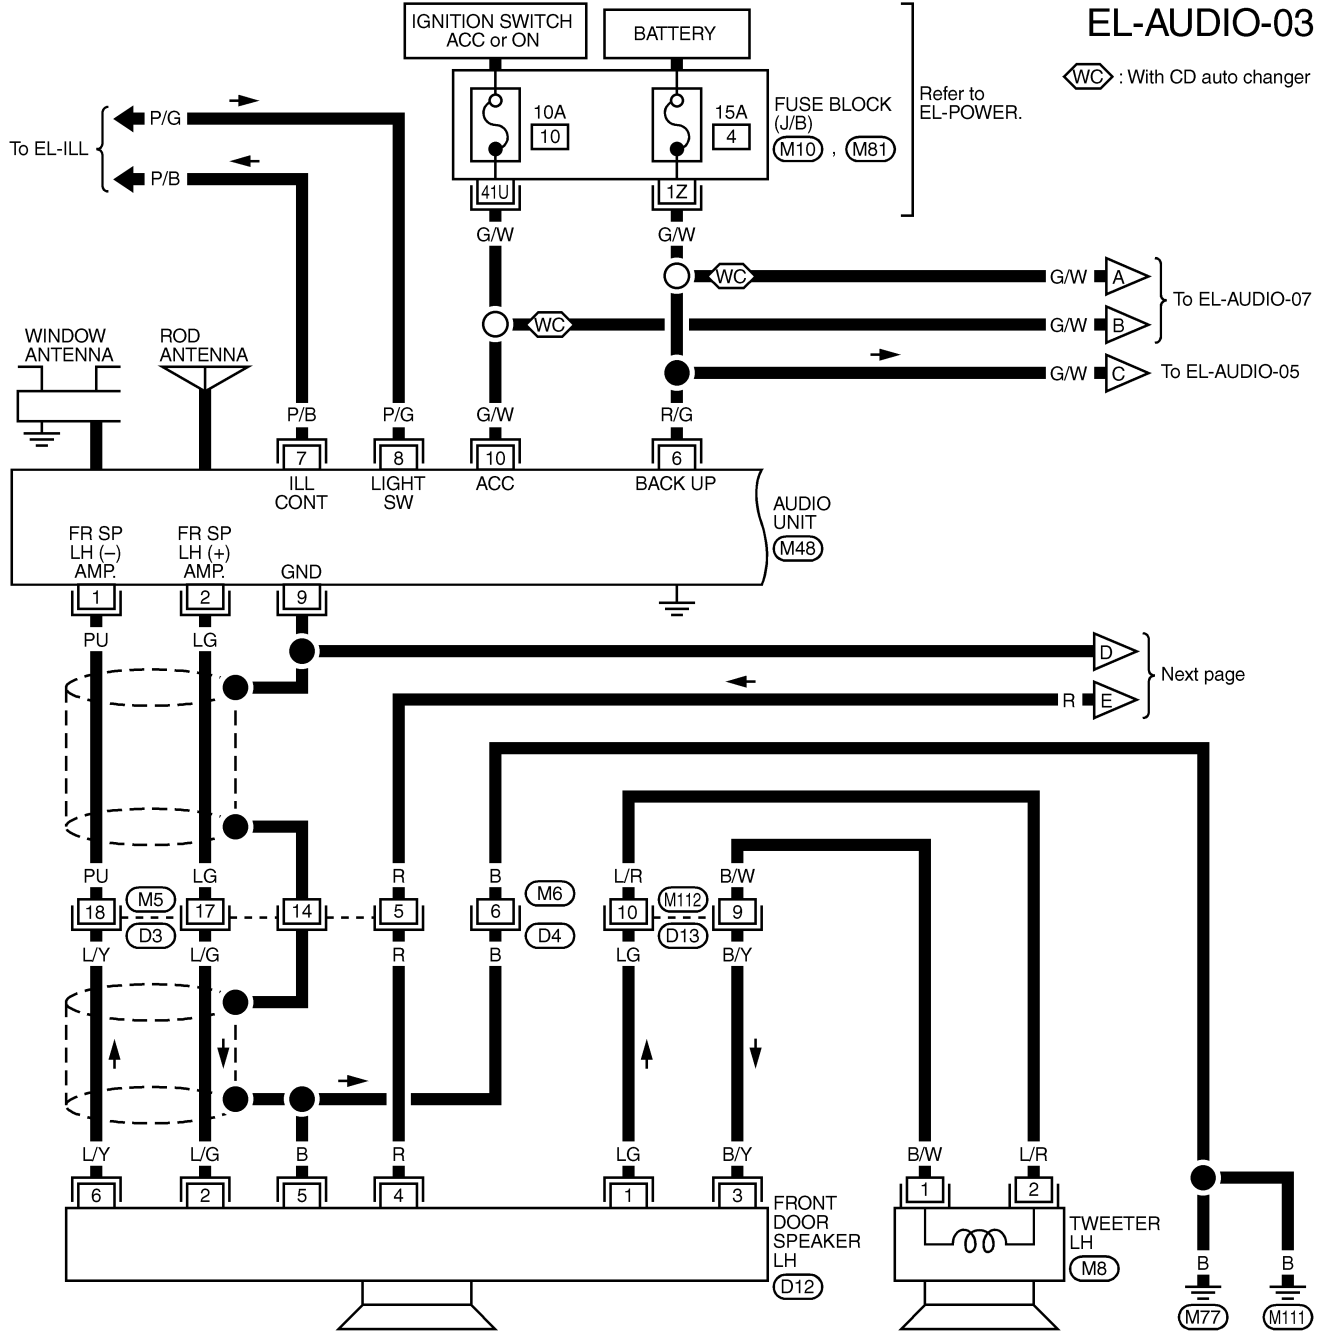 EL-AUDIO-03
WC : With CD auto changer
IGNITION SWITCH
ACC or ON
BATTERY
10A
10
15A
4
FUSE BLOCK
(J/B)
M10 , M81
Refer to
EL-POWER.
To EL-ILL
P/G
P/B
41U
1Z
G/W
G/W
WC
G/W
A
WC
G/W
B
To EL-AUDIO-07
G/W
C
To EL-AUDIO-05
WINDOW
ANTENNA
ROD
ANTENNA
P/B
P/G
G/W
R/G
7
8
10
6
ILL
CONT
LIGHT
SW
ACC
BACK UP
AUDIO
UNIT
M48
FR SP
LH (–)
AMP.
FR SP
LH (+)
AMP.
GND
1
2
9
PU
LG
D
R
E
Next page
PU
LG
R
B
L/R
B/W
18
M5
D3
17
14
5
6
M6
D4
10
M112
D13
9
L/Y
L/G
R
B
LG
B/Y
L/Y
L/G
B
R
LG
B/Y
B/W
L/R
6
2
5
4
1
3
1
2
FRONT
DOOR
SPEAKER
LH
D12
TWEETER
LH
M8
B
B
M77
M111